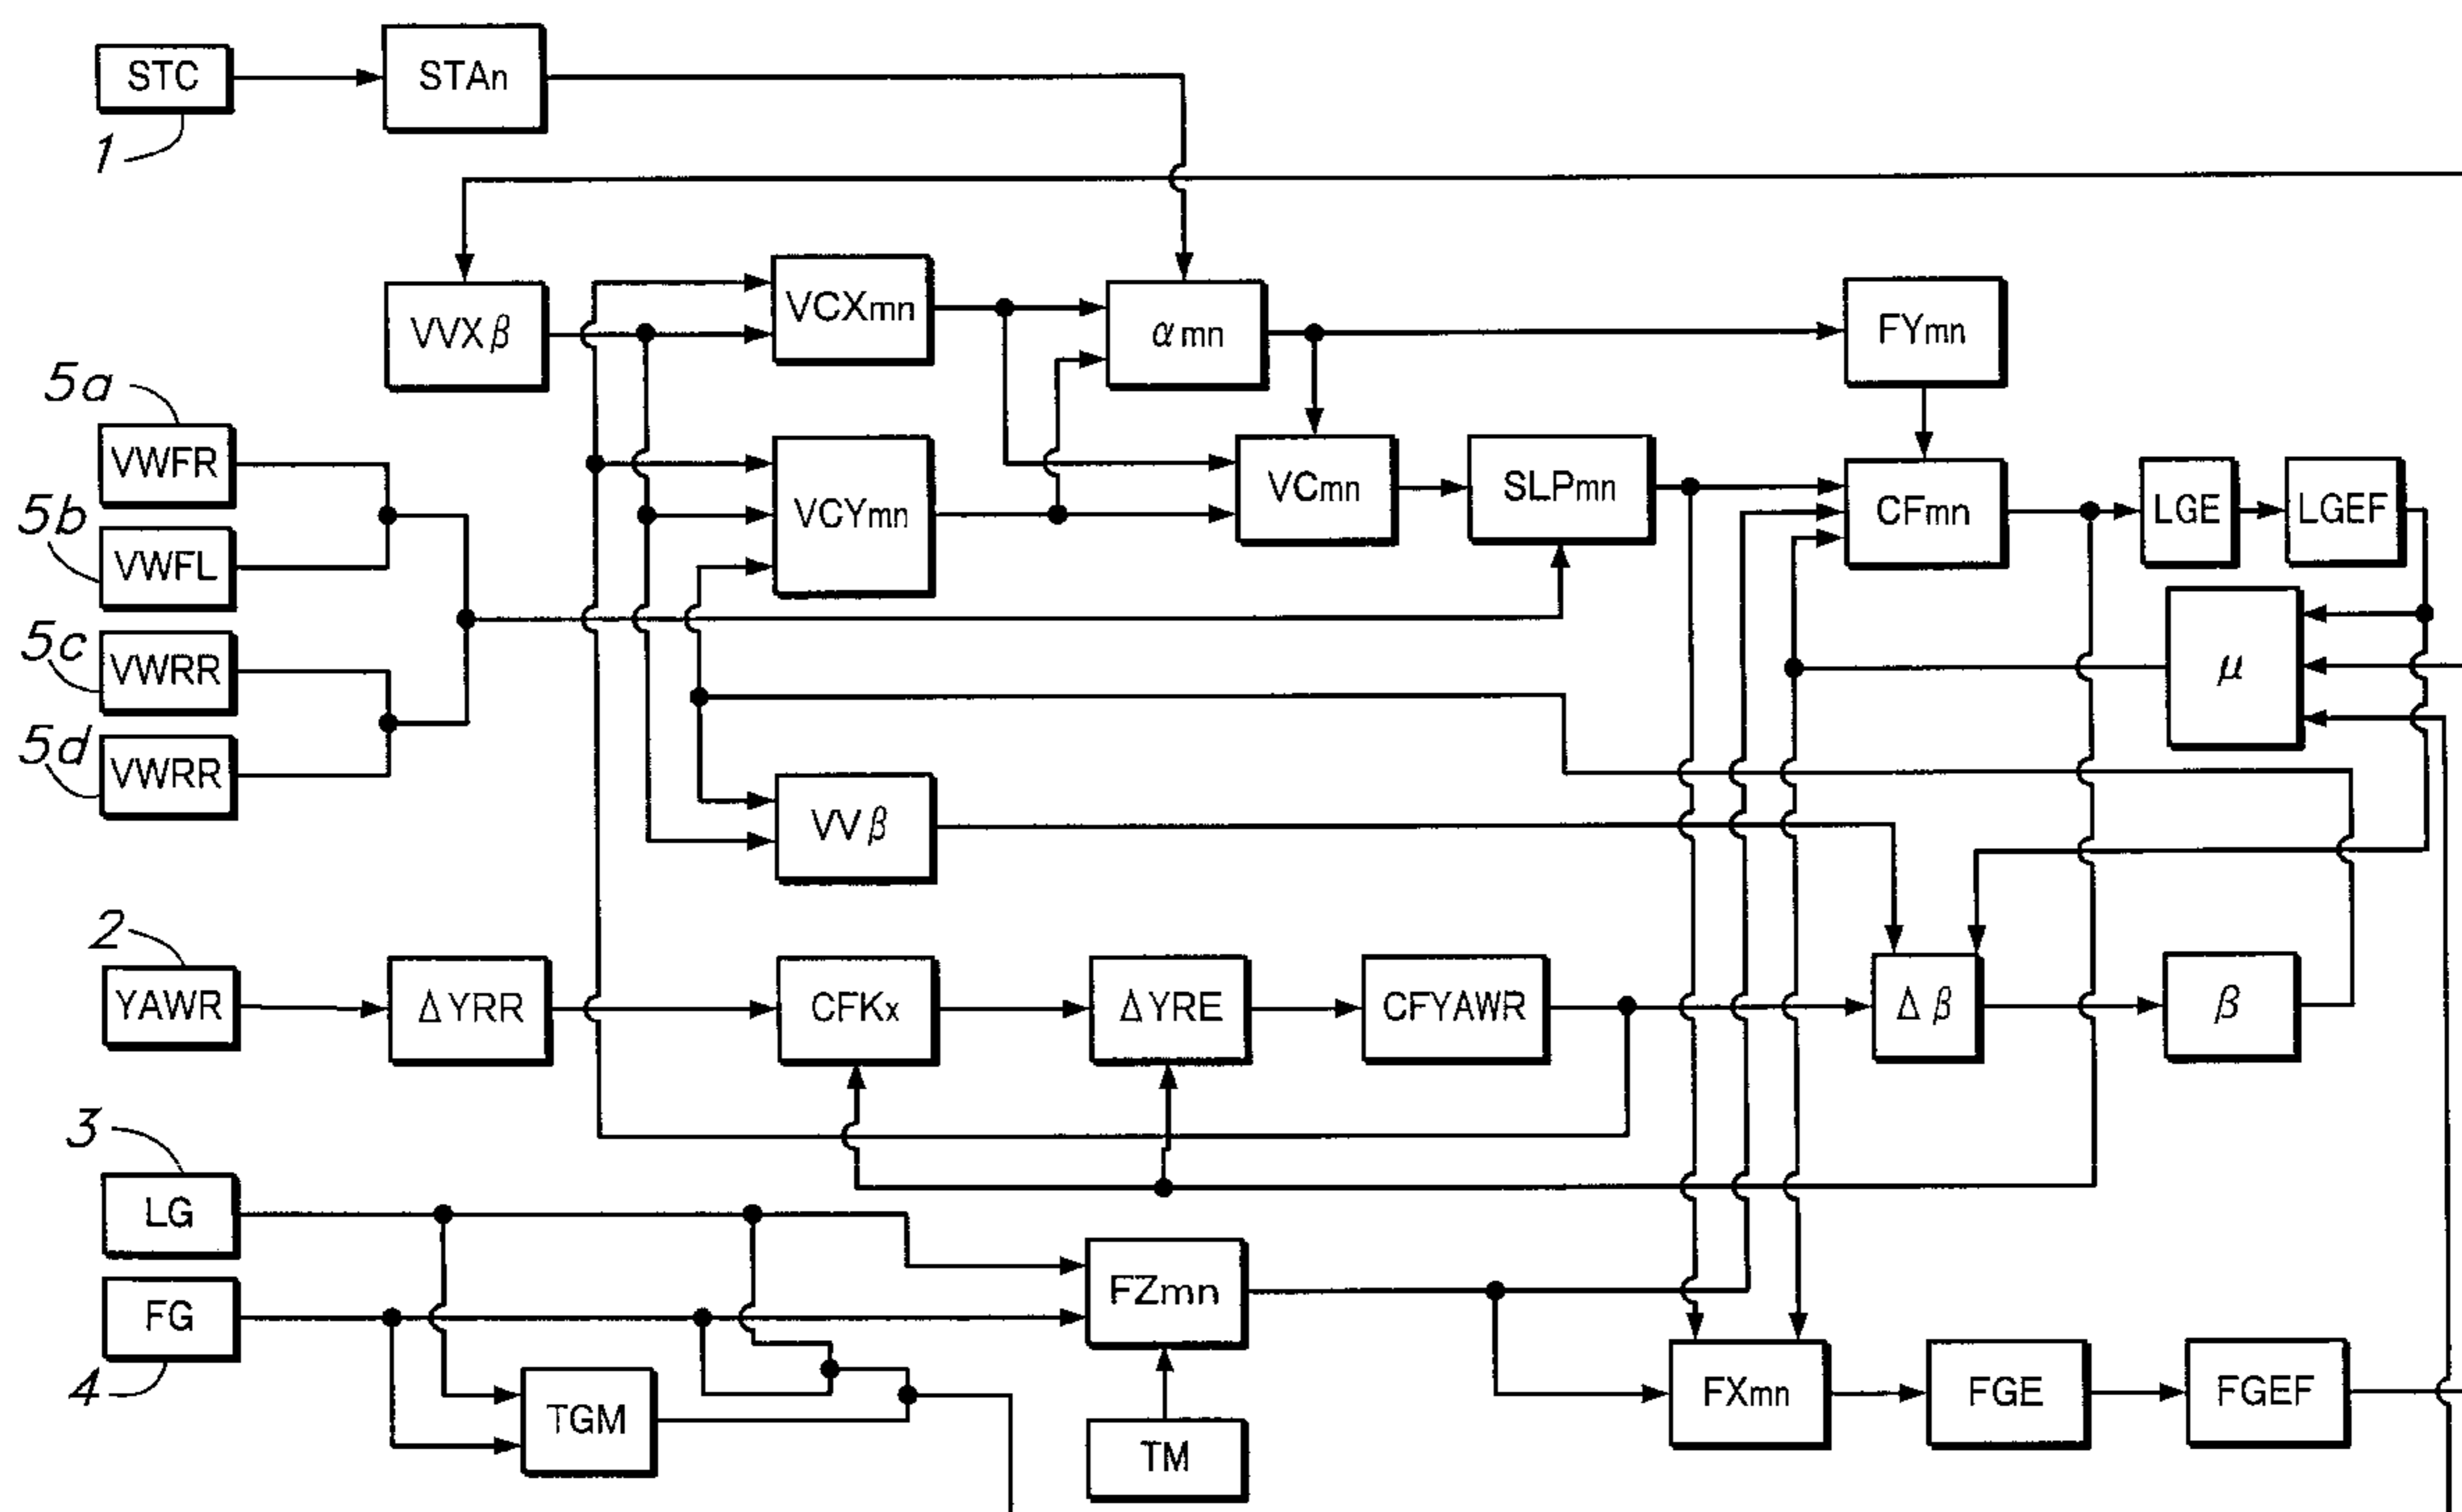 STC
STAn
1
VVXβ
VCXmn
αmn
FYmn
5a
VWFR
5b
VWFL
5c
VWRR
5d
VWRR
VCYmn
VCmn
SLPmn
CFmn
LGE
LGEF
μ
VVβ
2
YAWR
ΔYRR
CFKx
ΔYRE
CFYAWR
Δβ
β
3
LG
FG
4
TGM
FZmn
TM
FXmn
FGE
FGEF